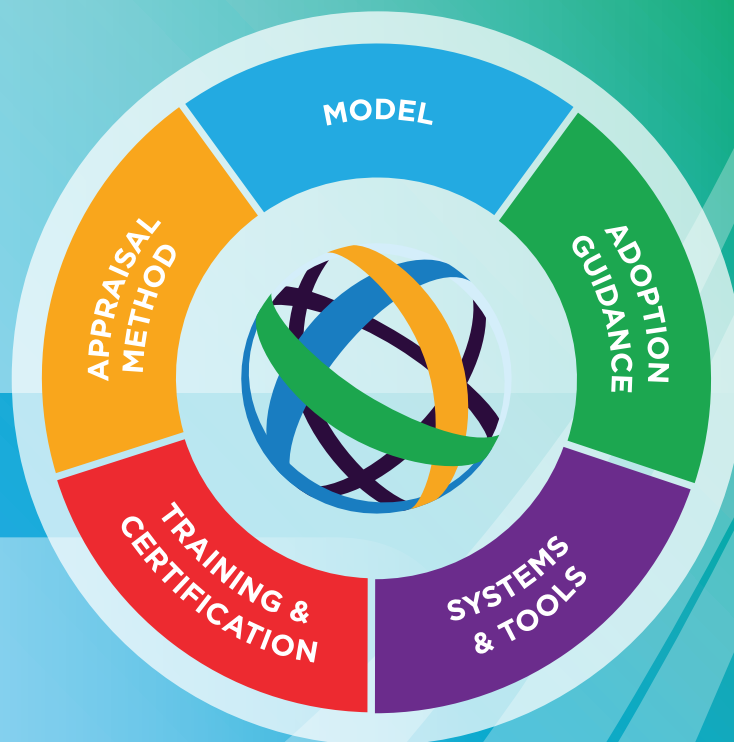 MODEL
ADOPTION
GUIDANCE
SYSTEMS
& TOOLS
TRAINING &
CERTIFICATION
APPRAISAL
METHOD